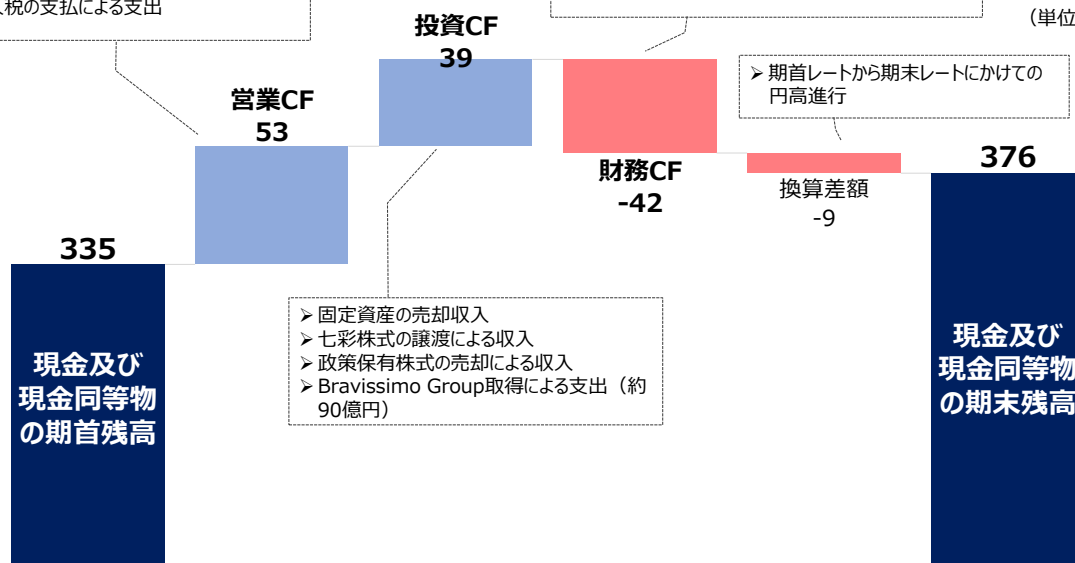 人税の支払による支出
(単位
投資CF
39
➢ 期首レートから期末レートにかけての
円高進行
営業CF
53
376
財務CF
-42
換算差額
-9
335
➢ 固定資産の売却収入
➢ 七彩株式の譲渡による収入
➢ 政策保有株式の売却による収入
➢ Bravissimo Group取得による支出（約
90億円）
現金及び
現金同等物
の期首残高
現金及び
現金同等物
の期末残高